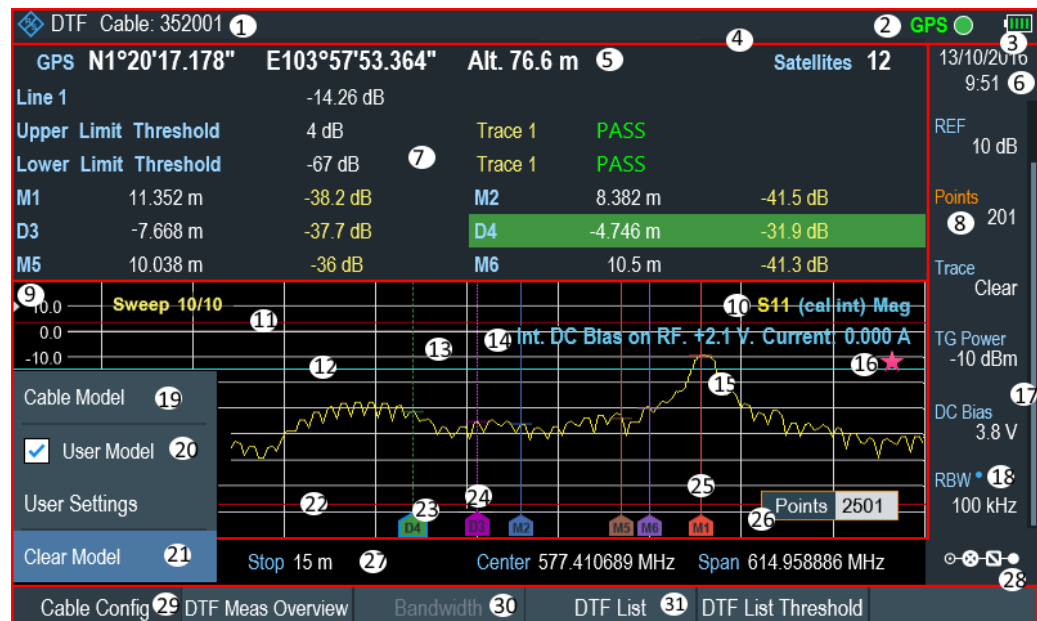 DTF Cable: 352001 1 2 GPS
3
4
GPS N1°20'17.178" E103°57'53.364" Alt. 76.6 m 5 Satellites 12 13/10/2016
9:51 6
Line 1 -14.26 dB
Upper Limit Threshold 4 dB Trace 1 PASS
Lower Limit Threshold -67 dB 7 Trace 1 PASS
M1 11.352 m -38.2 dB M2 8.382 m -41.5 dB
D3 -7.668 m -37.7 dB D4 -4.746 m -31.9 dB
M5 10.038 m -36 dB M6 10.5 m -41.3 dB
REF
10 dB
Points
8 201
Trace
Clear
TG Power
-10 dBm
17
DC Bias
3.8 V
RBW 18
100 kHz
28
9
10.0 Sweep 10/10 10 S11 (cal int) Mag
11
0.0 13 14 Int. DC Bias on RF. +2.1 V. Current: 0.000 A
-10.0 12 16
15
Cable Model 19
User Model 20
User Settings
Clear Model 21
22 23 24 25
26 Points 2501
D4 D3 M2 M5 M6 M1
Stop 15 m 27 Center 577.410689 MHz Span 614.958886 MHz
Cable Config 29 DTF Meas Overview Bandwidth 30 DTF List 31 DTF List Threshold